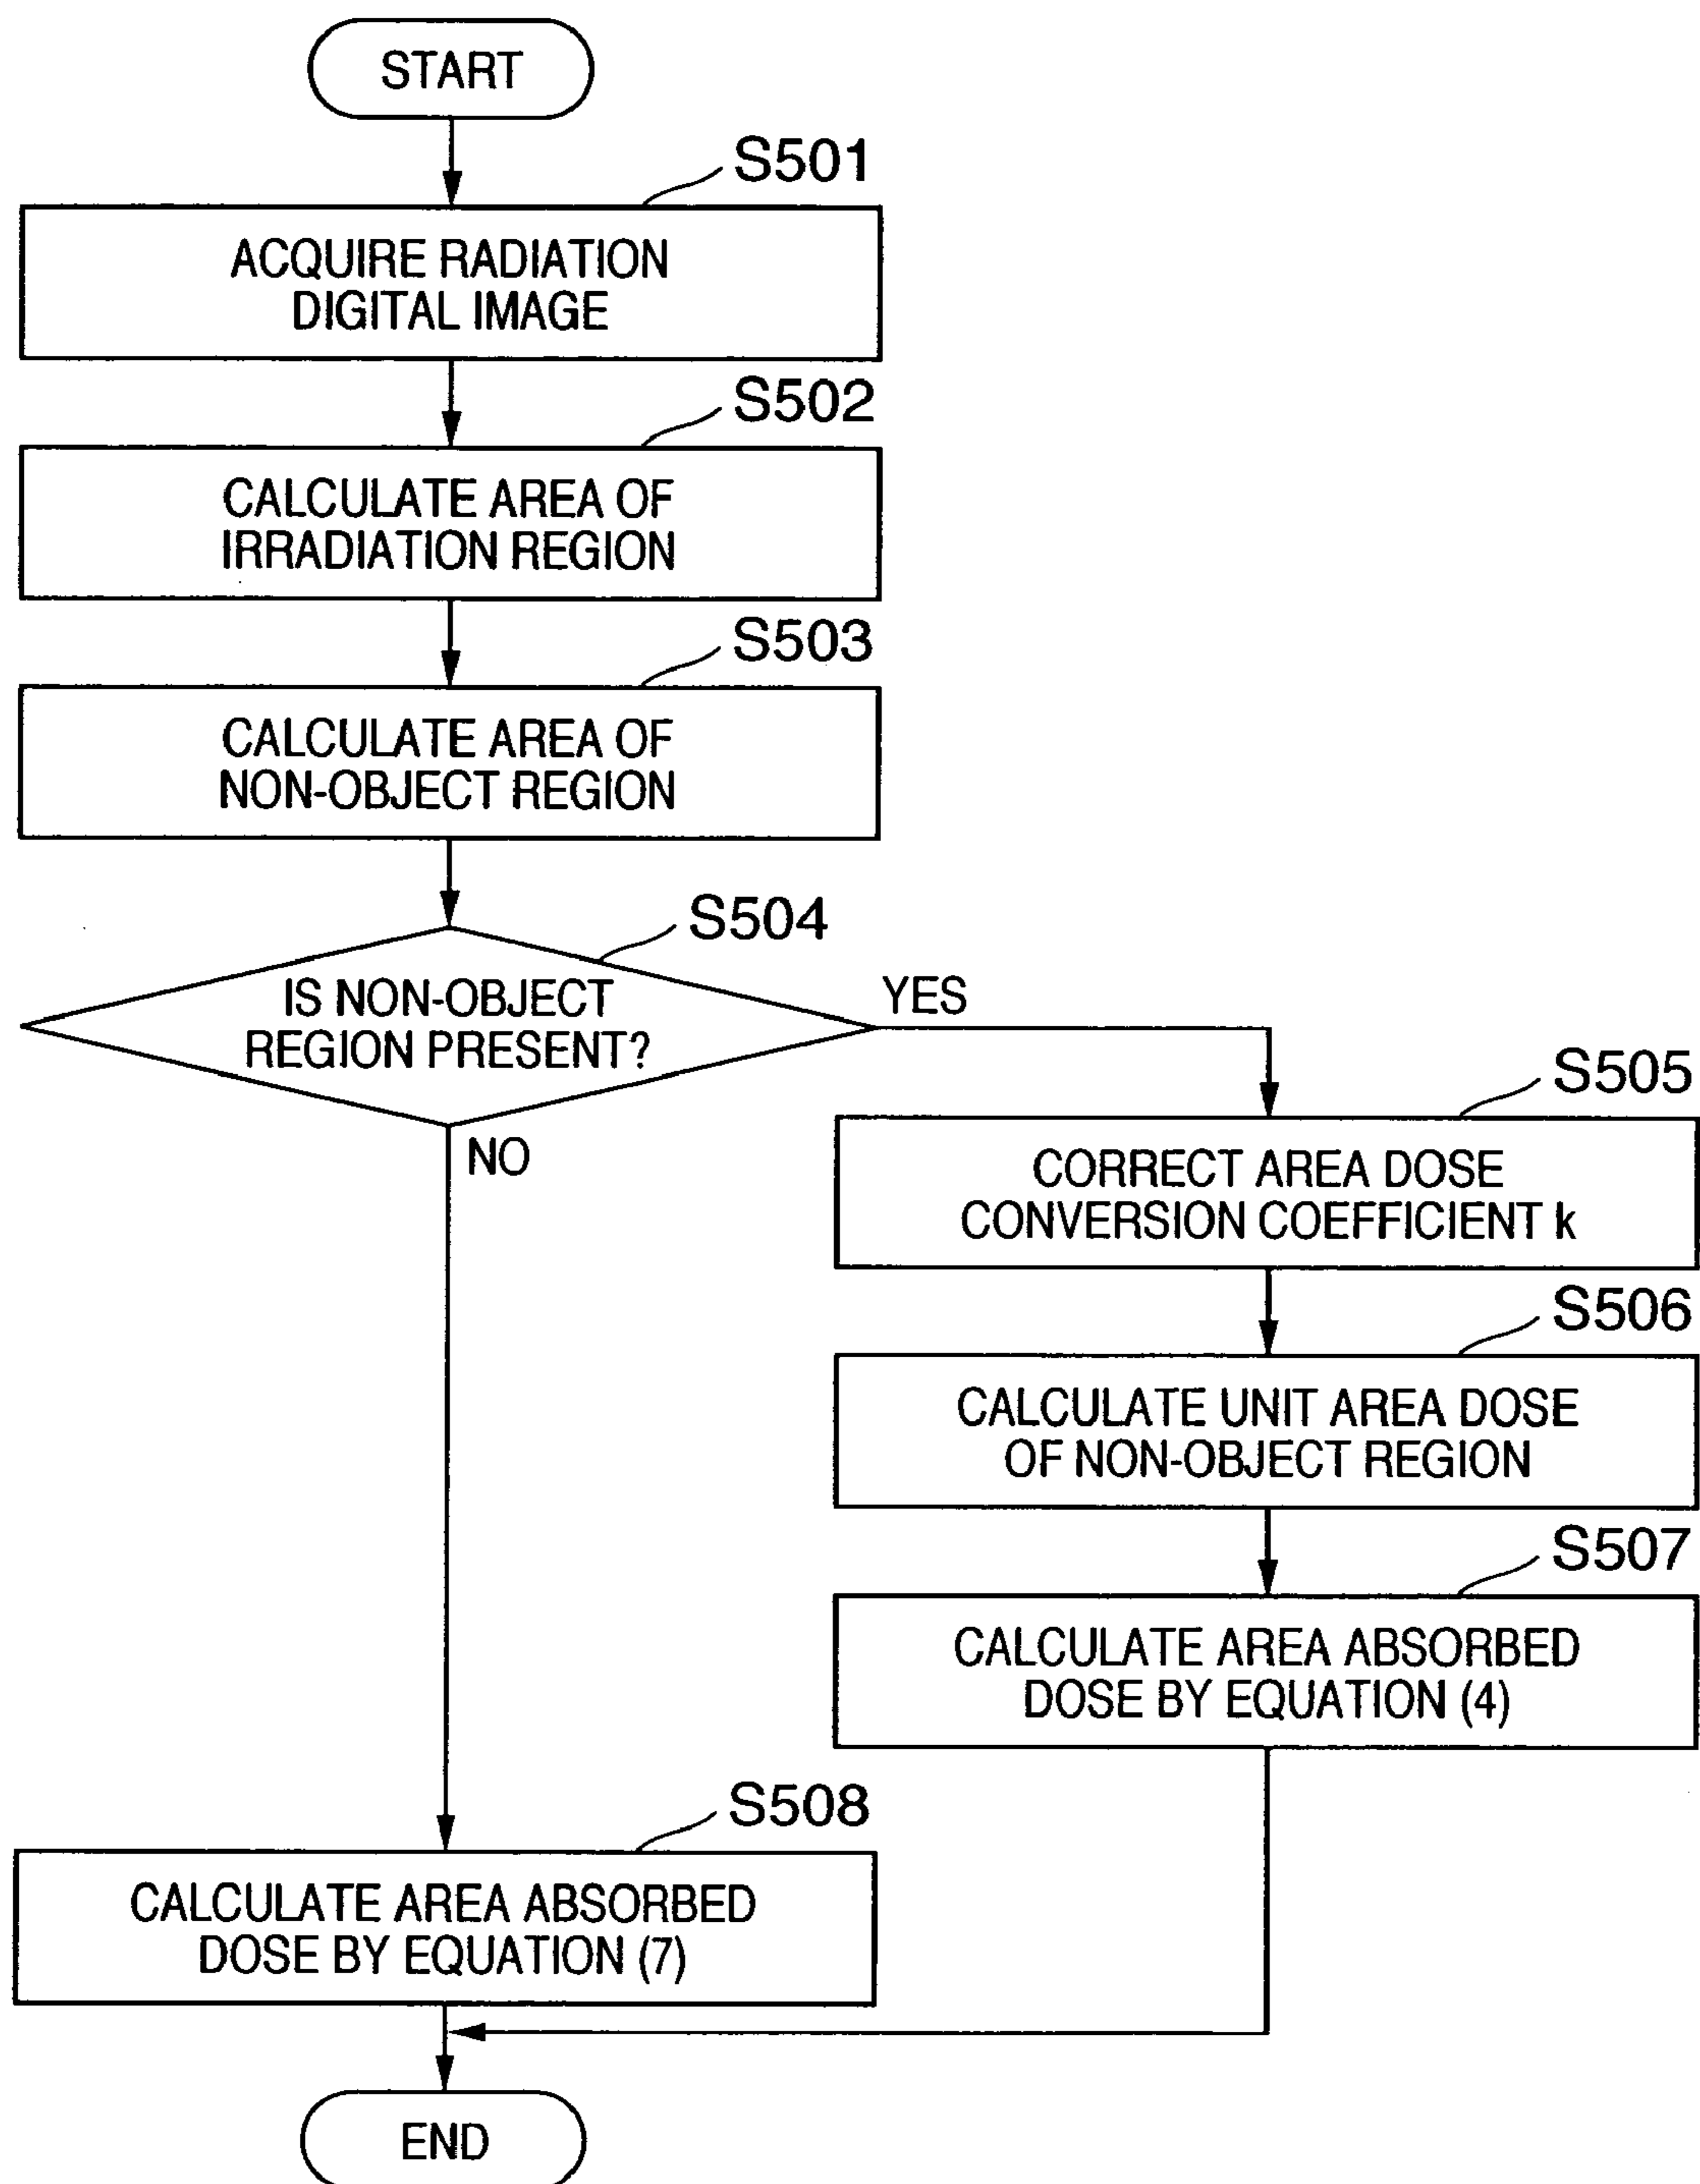 START
S501
ACQUIRE RADIATION
DIGITAL IMAGE
S502
CALCULATE AREA OF
IRRADIATION REGION
S503
CALCULATE AREA OF
NON-OBJECT REGION
S504
IS NON-OBJECT
REGION PRESENT?
YES
NO
S505
CORRECT AREA DOSE
CONVERSION COEFFICIENT k
S506
CALCULATE UNIT AREA DOSE
OF NON-OBJECT REGION
S507
CALCULATE AREA ABSORBED
DOSE BY EQUATION (4)
S508
CALCULATE AREA ABSORBED
DOSE BY EQUATION (7)
END